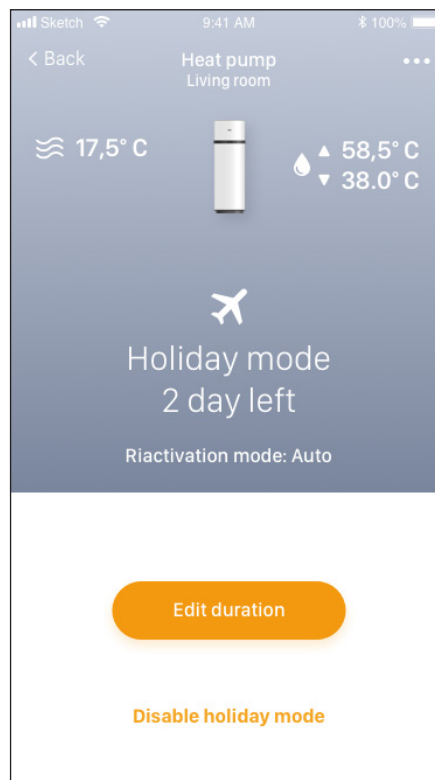 Sketch 9:41 AM 100%
< Back Heat pump •••
Living room
17,5° C ▲ 58,5° C
▼ 38.0° C
Holiday mode
2 day left
Riactivation mode: Auto
Edit duration
Disable holiday mode